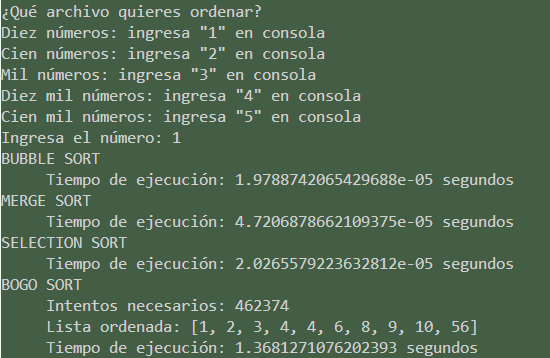 ¿Qué archivo quieres ordenar?
Diez números: ingresa "1" en consola
Cien números: ingresa "2" en consola
Mil números: ingresa "3" en consola
Diez mil números: ingresa "4" en consola
Cien mil números: ingresa "5" en consola
Ingresa el número: 1
BUBBLE SORT
Tiempo de ejecución: 1.9788742065429688e-05 segundos
MERGE SORT
Tiempo de ejecución: 4.7206878662109375e-05 segundos
SELECTION SORT
Tiempo de ejecución: 2.0265579223632812e-05 segundos
BOGO SORT
Intentos necesarios: 462374
Lista ordenada: [1, 2, 3, 4, 4, 6, 8, 9, 10, 56]
Tiempo de ejecución: 1.3681271076202393 segundos